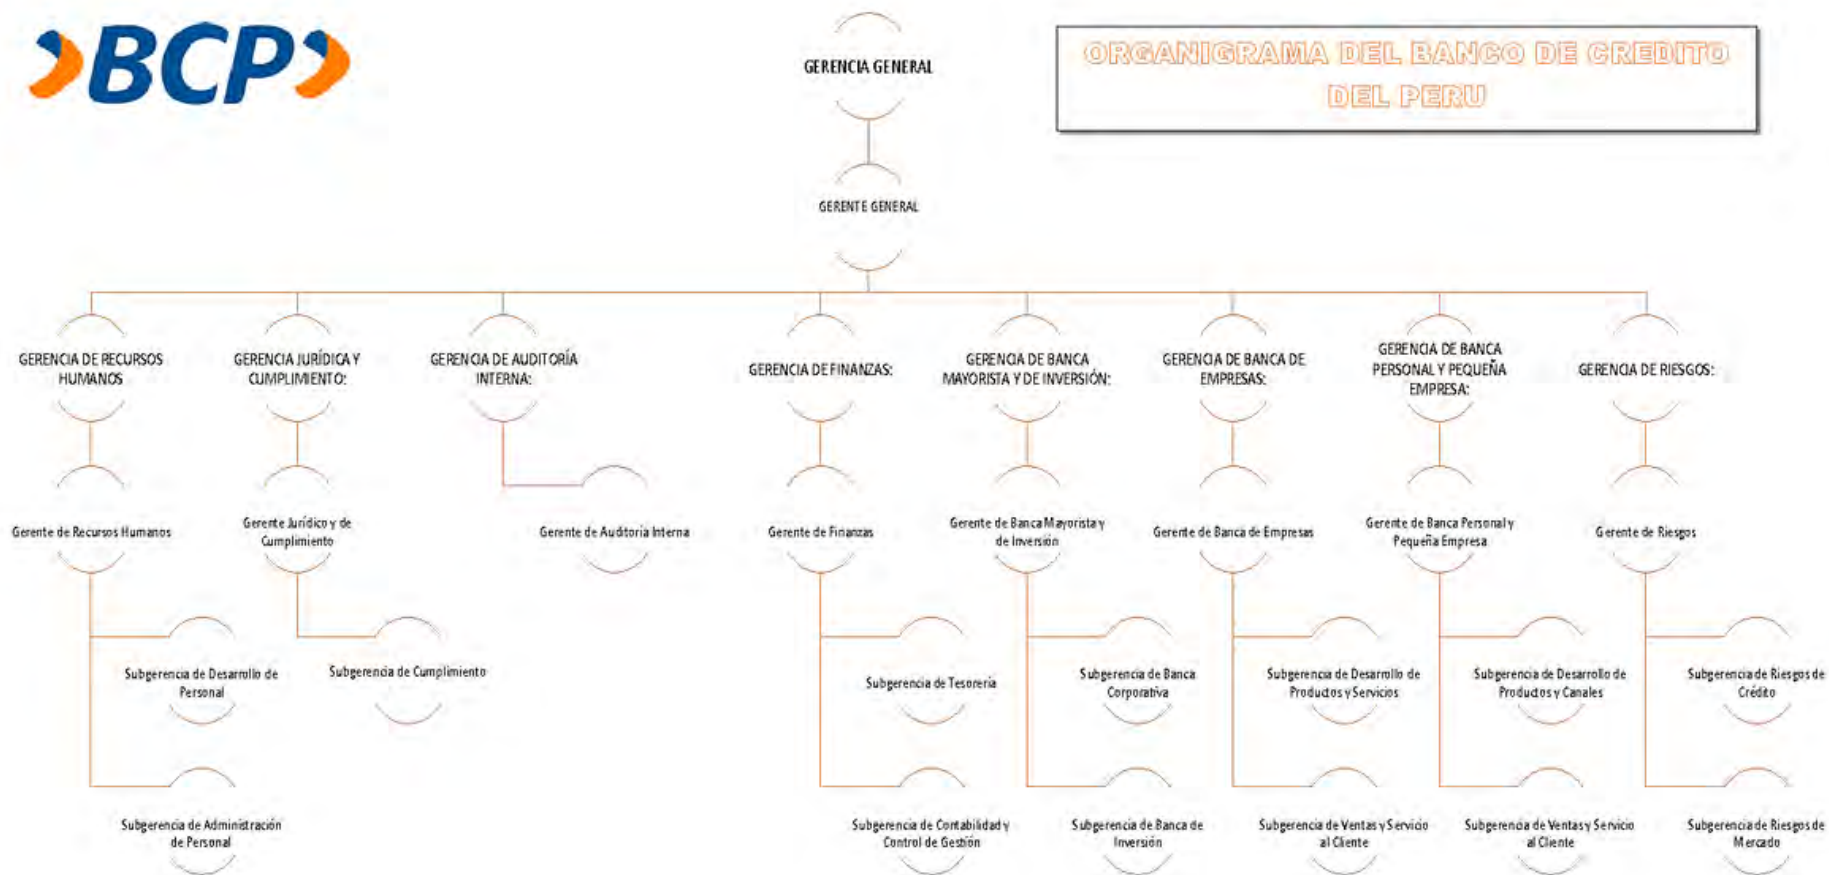 BCP
ORGANIGRAMA DEL BANCO DE CREDITO
DEL PERU
GERENCIA GENERAL
GERENTE GENERAL
GERENCIA DE RECURSOS
HUMANOS
GERENCIA JURÍDICA Y
CUMPLIMIENTO:
GERENCIA DE AUDITORÍA
INTERNA:
GERENCIA DE FINANZAS:
GERENCIA DE BANCA
MAYORISTA Y DE INVERSIÓN:
GERENCIA DE BANCA DE
EMPRESAS:
GERENCIA DE BANCA
PERSONAL Y PEQUEÑA
EMPRESA:
GERENCIA DE RIESGOS:
Gerente de Recursos Humanos
Gerente Jurídico y de
Cumplimiento
Gerente de Auditoría Interna
Gerente de Finanzas
Gerente de Banca Mayorista y
de Inversión
Gerente de Banca de Empresas
Gerente de Banca Personal y
Pequeña Empresa
Gerente de Riesgos
Subgerencia de Desarrollo de
Personal
Subgerencia de Cumplimiento
Subgerencia de Tesorería
Subgerencia de Banca
Corporativa
Subgerencia de Desarrollo de
Productos y Servicios
Subgerencia de Desarrollo de
Productos y Canales
Subgerencia de Riesgos de
Crédito
Subgerencia de Administración
de Personal
Subgerencia de Contabilidad y
Control de Gestión
Subgerencia de Banca de
Inversión
Subgerencia de Ventas y Servicio
al Cliente
Subgerencia de Ventas y Servicio
al Cliente
Subgerencia de Riesgos de
Mercado